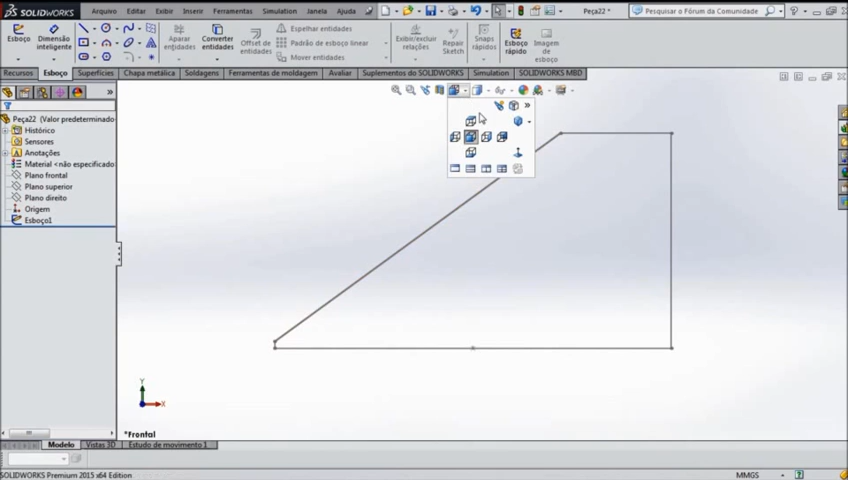 SOLIDWORKS
Arquivo Editar Exibir Inserir Ferramentas Simulation Janela Ajuda
Peça22 *
Pesquisar o Fórum da Comunidade
Esboço
Dimensão inteligente
Aparar entidades
Converter entidades
Offset de entidades
Espelhar entidades
Padrão de esboço linear
Mover entidades
Exibir/excluir relações
Repair Sketch
Snaps rápidos
Esboço rápido
Imagem de esboço
Recursos Esboço Superfícies Chapa metálica Soldagens Ferramentas de moldagem Avaliar Suplementos do SOLIDWORKS Simulation SOLIDWORKS MBD
Peça22 (Valor predeterminado
Histórico
Sensores
Anotações
Material <não especificado
Plano frontal
Plano superior
Plano direito
Origem
Esboço1
Y
X
*Frontal
Modelo Vistas 3D Estudo de movimento 1
SOLIDWORKS Premium 2015 x64 Edition
MMGS